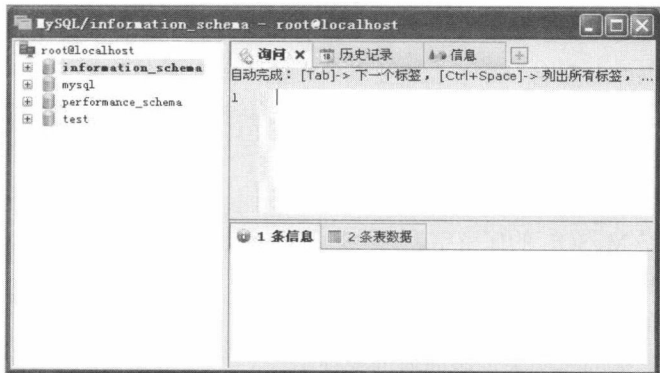 MySQL/information_schema - root@localhost
root@localhost
information_schema
mysql
performance_schema
test
询问 历史记录 信息
自动完成： [Tab]-> 下一个标签， [Ctrl+Space]-> 列出所有标签， ...
1
1 条信息 2 条表数据